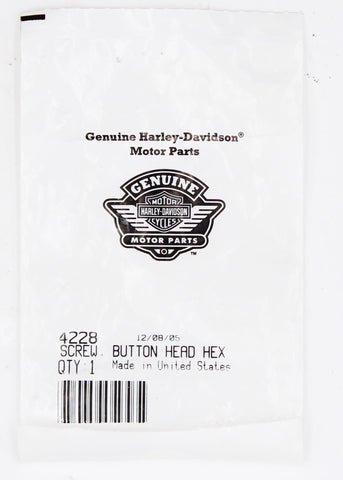 Genuine Harley-Davidson®
Motor Parts
GENUINE
MOTOR
HARLEY-DAVIDSON
CYCLES
MOTOR PARTS
™
4228 12/08/05
SCREW, BUTTON HEAD HEX
QTY:1 Made in United States